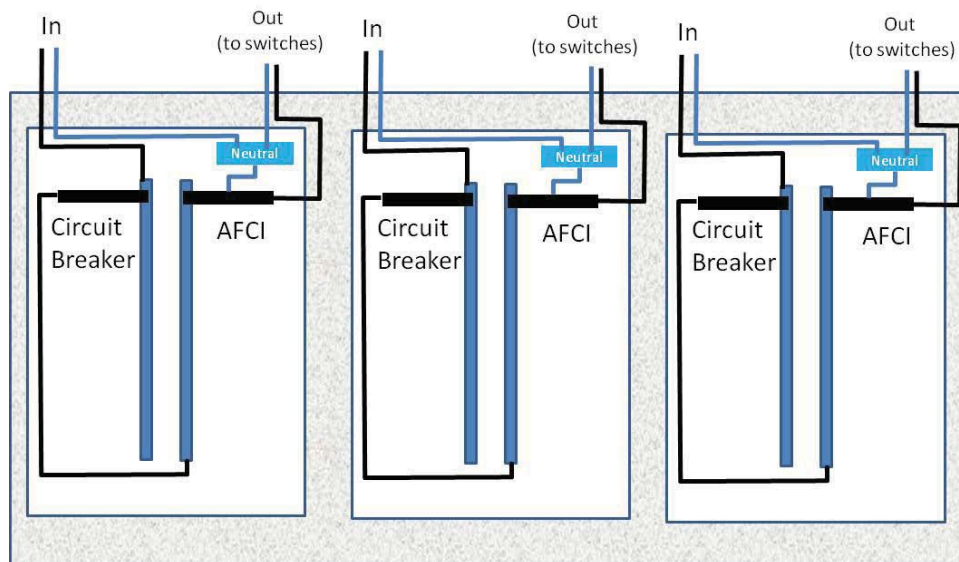 In
Out
(to switches)
Neutral
Circuit
Breaker
AFCI
In
Out
(to switches)
Neutral
Circuit
Breaker
AFCI
In
Out
(to switches)
Neutral
Circuit
Breaker
AFCI